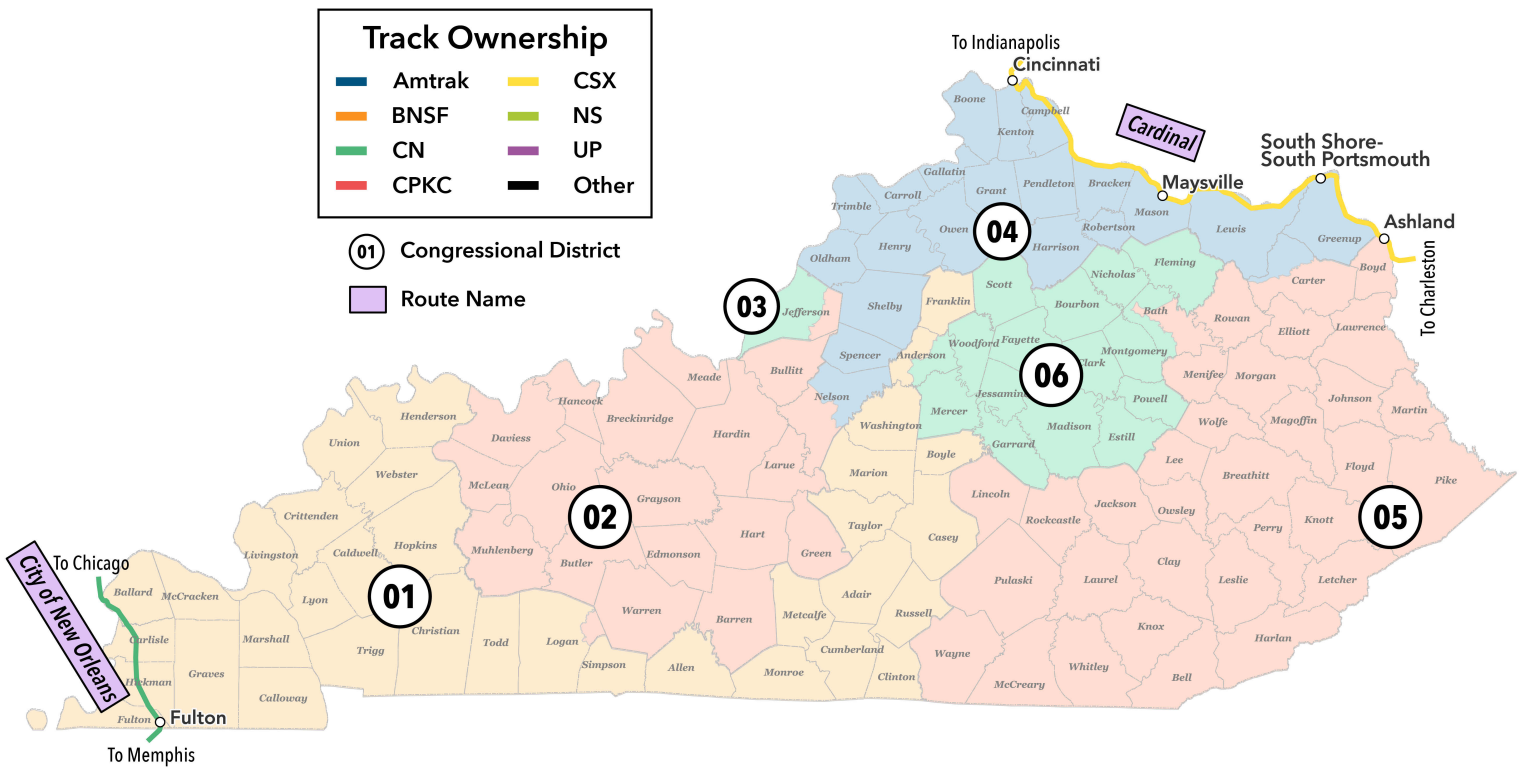 Track Ownership
Amtrak
CSX
BNSF
NS
CN
UP
CPKC
Other
01 Congressional District
Route Name
To Indianapolis
Cincinnati
Cardinal
South Shore-
South Portsmouth
Maysville
Ashland
To Charleston
Boone
Campbell
Kenton
Gallatin
Grant
Pendleton
Bracken
Carroll
Trimble
Mason
Owen
04
Robertson
Lewis
Harrison
Henry
Greenup
Oldham
Fleming
Boyd
Nicholas
Carter
Scott
03
Jefferson
Shelby
Franklin
Bourbon
Bath
Rowan
Elliott
Lawrence
Woodford
Fayette
Spencer
Anderson
Montgomery
06
Clark
Bullitt
Meade
Menifee
Morgan
Nelson
Jessamine
Powell
Johnson
Hancock
Mercer
Martin
Henderson
Breckinridge
Washington
Madison
Wolfe
Magoffin
Union
Daviess
Hardin
Estill
Garrard
Boyle
Lee
Floyd
Webster
Larue
Marion
Breathitt
Pike
McLean
Ohio
Grayson
Lincoln
Jackson
Owsley
Crittenden
02
Rockcastle
Knott
05
Taylor
Perry
Hart
Casey
Hopkins
Caldwell
Livingston
Muhlenberg
Edmonson
Green
Butler
Clay
Pulaski
Laurel
Leslie
Letcher
To Chicago
City of New Orleans
Ballard
McCracken
Lyon
01
Adair
Warren
Metcalfe
Russell
Barren
Christian
Knox
Carlisle
Marshall
Todd
Logan
Harlan
Trigg
Cumberland
Wayne
Simpson
Allen
Monroe
Whitley
Graves
Hickman
Clinton
Bell
McCreary
Calloway
Fulton
Fulton
To Memphis